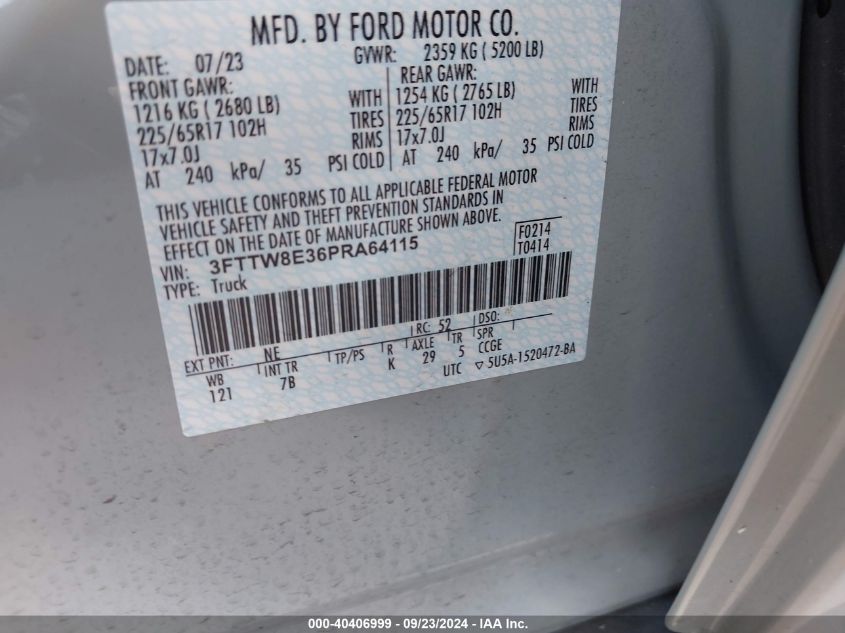 MFD. BY FORD MOTOR CO.
DATE: 07/23 GVWR: 2359 KG ( 5200 LB)
FRONT GAWR: REAR GAWR:
1216 KG ( 2680 LB) WITH 1254 KG ( 2765 LB) WITH
225/65R17 102H TIRES 225/65R17 102H TIRES
17x7.0J RIMS 17x7.0J RIMS
AT 240 kPa/ 35 PSI COLD AT 240 kPa/ 35 PSI COLD
THIS VEHICLE CONFORMS TO ALL APPLICABLE FEDERAL MOTOR
VEHICLE SAFETY AND THEFT PREVENTION STANDARDS IN
EFFECT ON THE DATE OF MANUFACTURE SHOWN ABOVE.
VIN: 3FTTW8E36PRA64115 F0214
TYPE: Truck T0414
EXT PNT: NE RC: 52 DSO:
WB INT TR TP/PS R AXLE TR SPR
121 7B K 29 5 CCGE
UTC ▽ 5U5A-1520472-BA
000-40406999 - 09/23/2024 - IAA Inc.